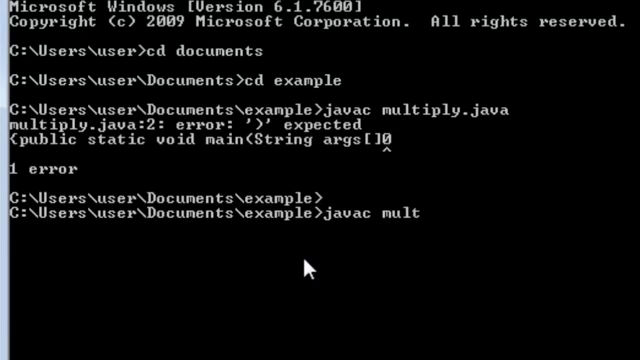 Microsoft Windows [Version 6.1.7600]
Copyright (c) 2009 Microsoft Corporation. All rights reserved.
C:\Users\user>cd documents
C:\Users\user\Documents>cd example
C:\Users\user\Documents\example>javac multiply.java
multiply.java:2: error: ')' expected
{public static void main(String args[]0
^
1 error
C:\Users\user\Documents\example>
C:\Users\user\Documents\example>javac mult